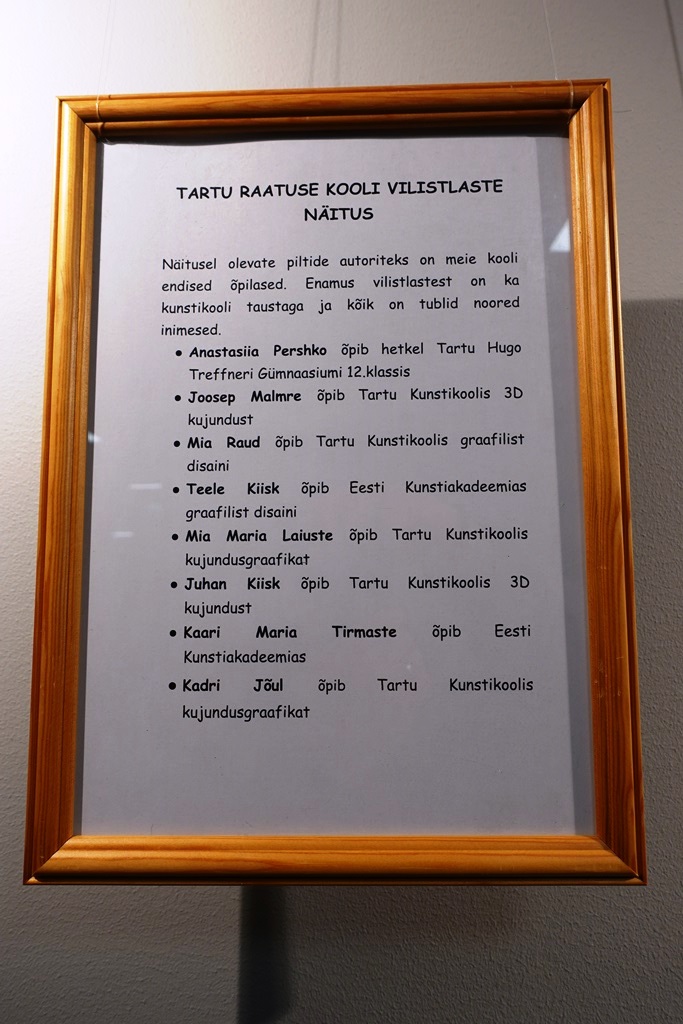 TARTU RAATUSE KOOLI VILISTLASTE
NÄITUS
Näitusel olevate piltide autoriteks on meie kooli
endised õpilased. Enamus vilistlastest on ka
kunstikooli taustaga ja kõik on tublid noored
inimesed.
• Anastasiia Pershko õpib hetkel Tartu Hugo
Treffneri Gümnaasiumi 12.klassis
• Joosep Malmre õpib Tartu Kunstikoolis 3D
kujundust
• Mia Raud õpib Tartu Kunstikoolis graafilist
disaini
• Teele Kiisk õpib Eesti Kunstiakadeemias
graafilist disaini
• Mia Maria Laiuste õpib Tartu Kunstikoolis
kujundusgraafikat
• Juhan Kiisk õpib Tartu Kunstikoolis 3D
kujundust
• Kaari Maria Tirmaste õpib Eesti
Kunstiakadeemias
• Kadri Jõul õpib Tartu Kunstikoolis
kujundusgraafikat